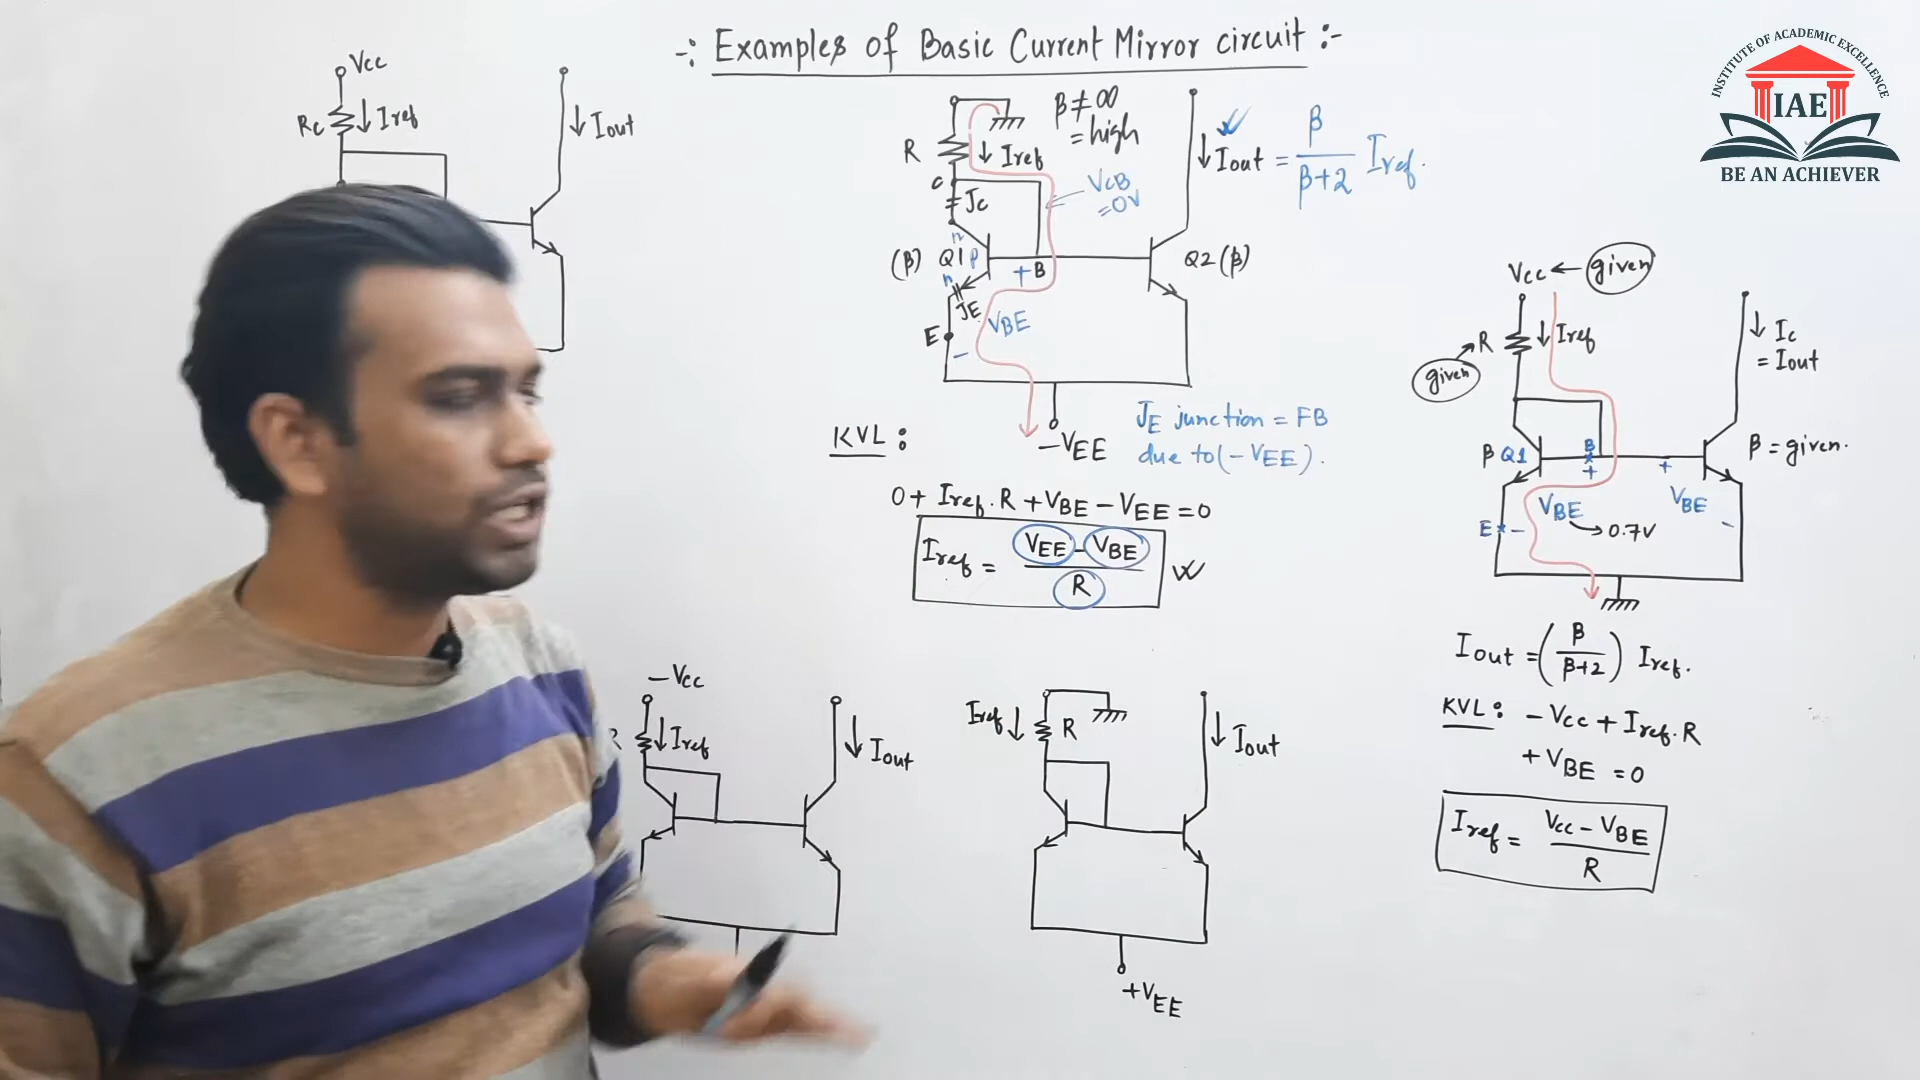 -: Examples of Basic Current Mirror circuit :-
INSTITUTE OF ACADEMIC EXCELLENCE
IAE
BE AN ACHIEVER
Vcc
Rc
↓ Iref
↓ Iout
β ≠ ∞
= high
R
↓ Iref
C
Jc
VCB
= 0V
↓ Iout = β/(β+2) Iref.
(β) Q1
n
p
n
+ B
JE
VBE
E
-
Q2 (β)
-VEE
JE junction = FB
due to (-VEE).
KVL :
0 + Iref. R + VBE - VEE = 0
Iref = (VEE - VBE)/R
-Vcc
R
↓ Iref
↓ Iout
Iref ↓
R
↓ Iout
+VEE
Vcc ← given
given
R
↓ Iref
↓ Ic
= Iout
β Q1
B
+
+
β = given.
E
-
VBE
→ 0.7V
VBE
-
Iout = (β/(β+2)) Iref.
KVL : - Vcc + Iref. R
+ VBE = 0
Iref = (Vcc - VBE)/R